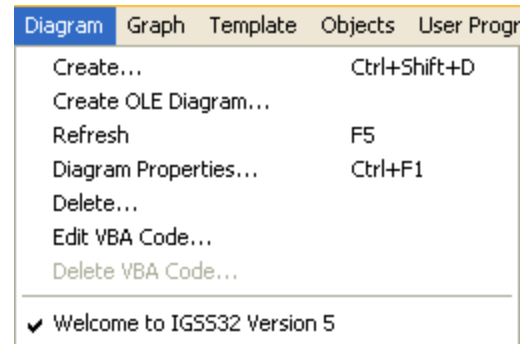 Diagram Graph Template Objects User Progr
Create... Ctrl+Shift+D
Create OLE Diagram...
Refresh F5
Diagram Properties... Ctrl+F1
Delete...
Edit VBA Code...
Delete VBA Code...
Welcome to IGSS32 Version 5